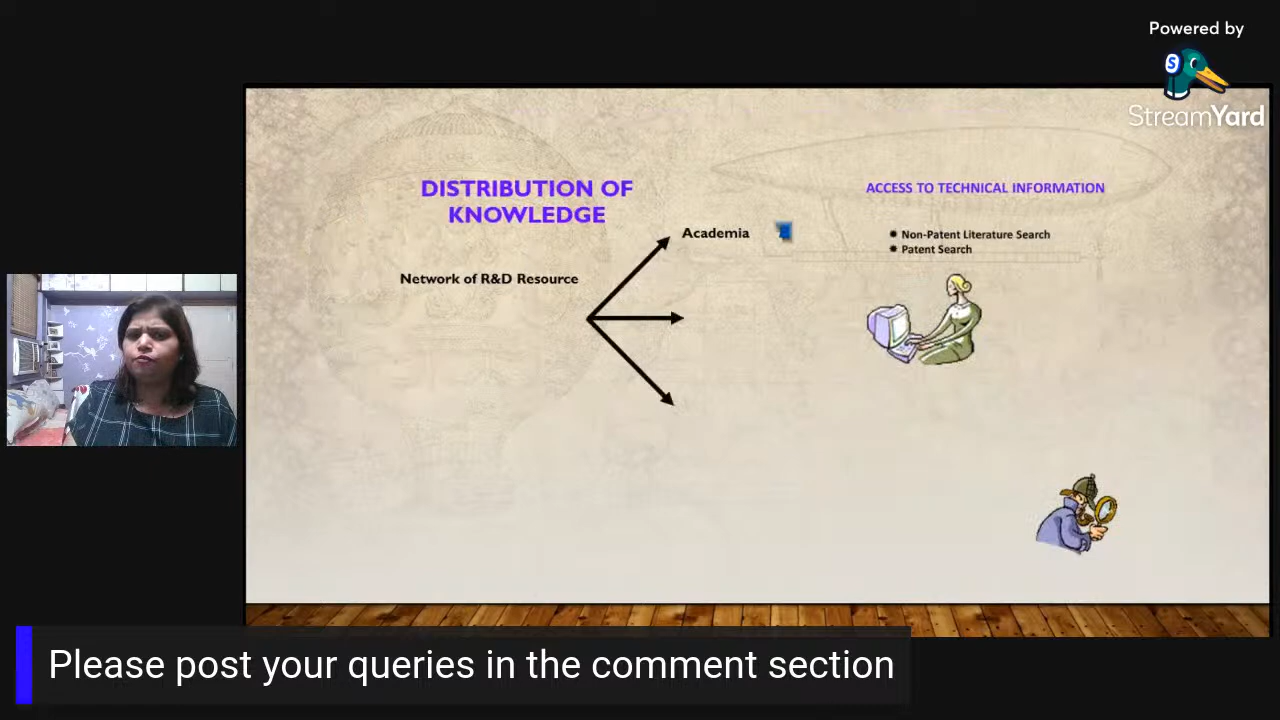 Powered by
StreamYard
DISTRIBUTION OF
KNOWLEDGE
ACCESS TO TECHNICAL INFORMATION
Academia
Non-Patent Literature Search
Patent Search
Network of R&D Resource
Please post your queries in the comment section